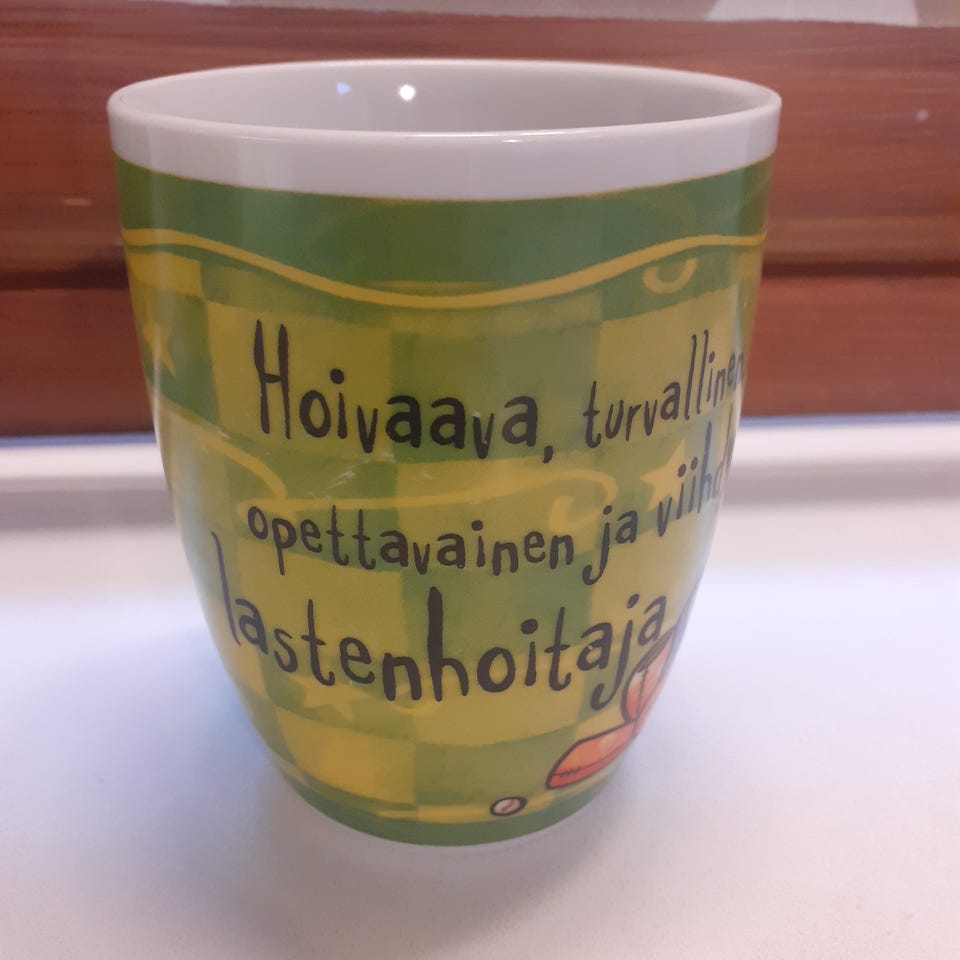 Hoivaava, turvallinen
opettavainen ja
lastenhoitaja